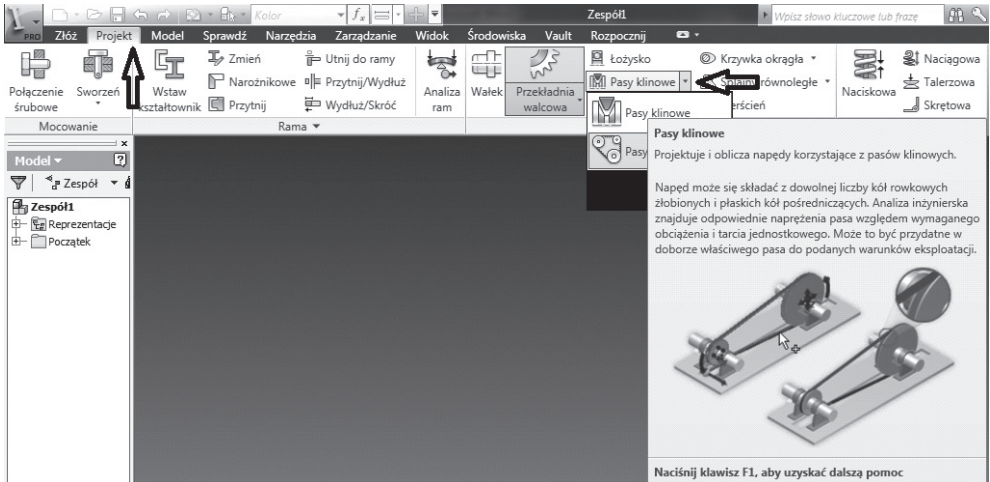 Kolor
Zespół1
Wpisz słowo kluczowe lub frazę
PRO Złóż Projekt Model Sprawdź Narzędzia Zarządzanie Widok Środowiska Vault Rozpocznij
Połączenie śrubowe
Sworzeń
Wstaw kształtownik
Zmień
Narożnikowe
Przytnij
Utnij do ramy
Przytnij/Wydłuż
Wydłuż/Skróć
Analiza ram
Wałek
Przekładnia walcowa
Łożysko
Pasy klinowe
Krzywka okrągła
równoległe
erścień
Naciskowa
Naciągowa
Talerzowa
Skrętowa
Mocowanie
Rama
Pasy klinowe
Pasy
Model
Zespół
Zespół1
Reprezentacje
Początek
Pasy klinowe
Projektuje i oblicza napędy korzystające z pasów klinowych.
Napęd może się składać z dowolnej liczby kół rowkowych
żłobionych i płaskich kół pośredniczących. Analiza inżynierska
znajduje odpowiednie naprężenia pasa względem wymaganego
obciążenia i tarcia jednostkowego. Może to być przydatne w
doborze właściwego pasa do podanych warunków eksploatacji.
Naciśnij klawisz F1, aby uzyskać dalszą pomoc